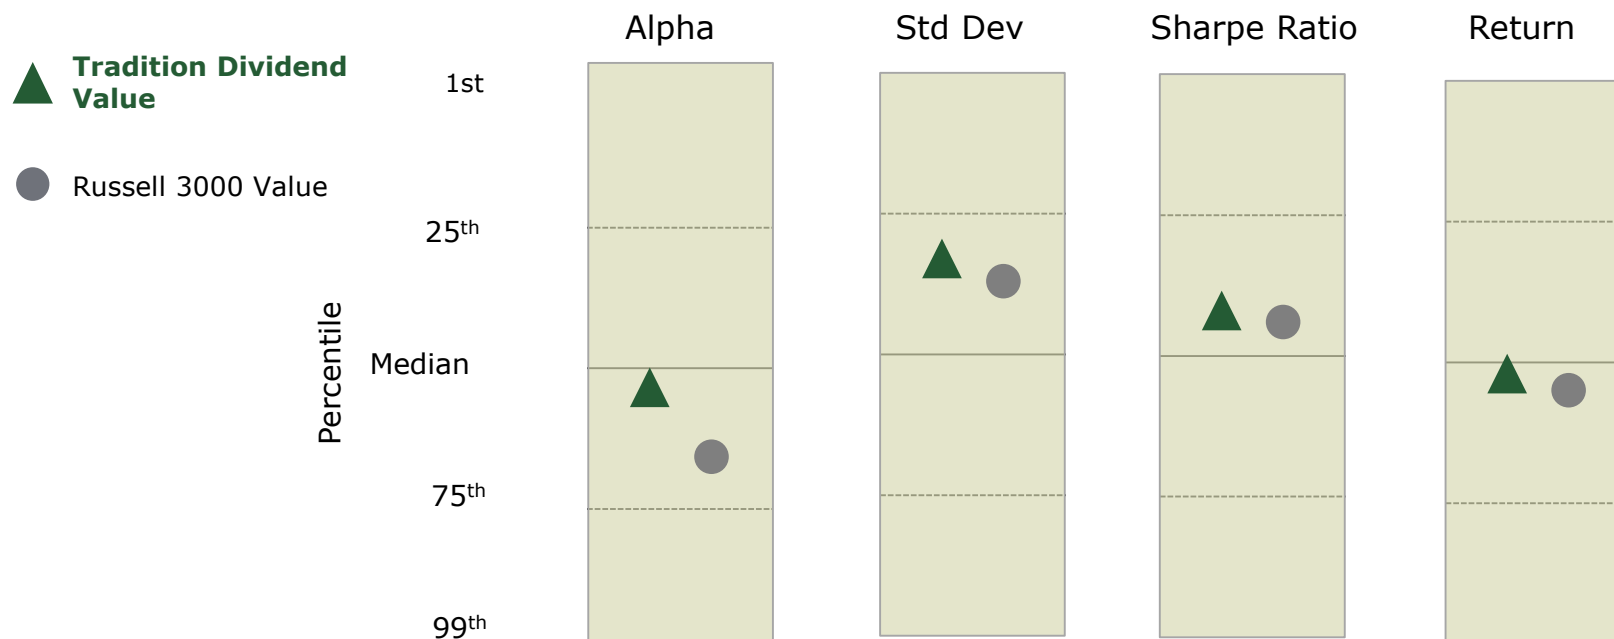 Alpha
Std Dev
Sharpe Ratio
Return
Tradition Dividend
Value
Russell 3000 Value
1st
25th
Percentile
Median
75th
99th